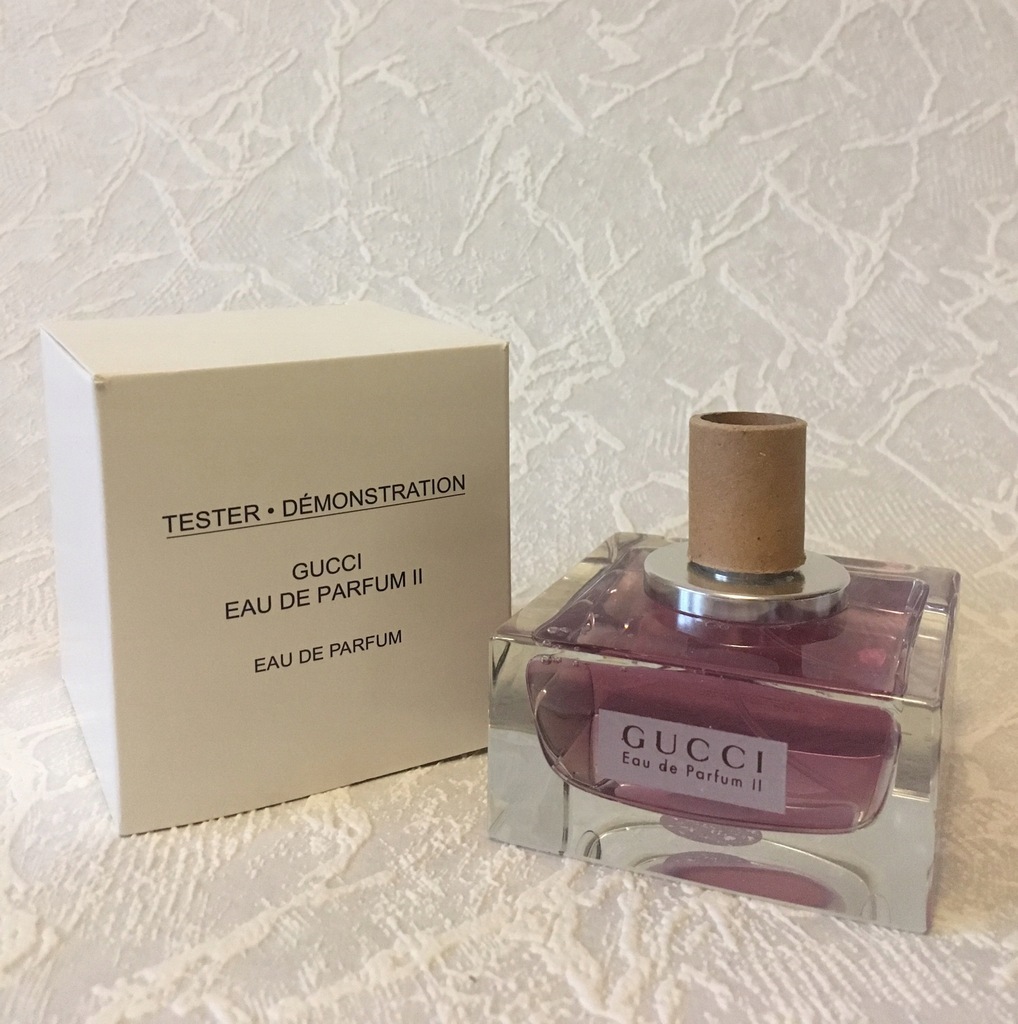 TESTER • DÉMONSTRATION
GUCCI
EAU DE PARFUM II
EAU DE PARFUM
GUCCI
Eau de Parfum II